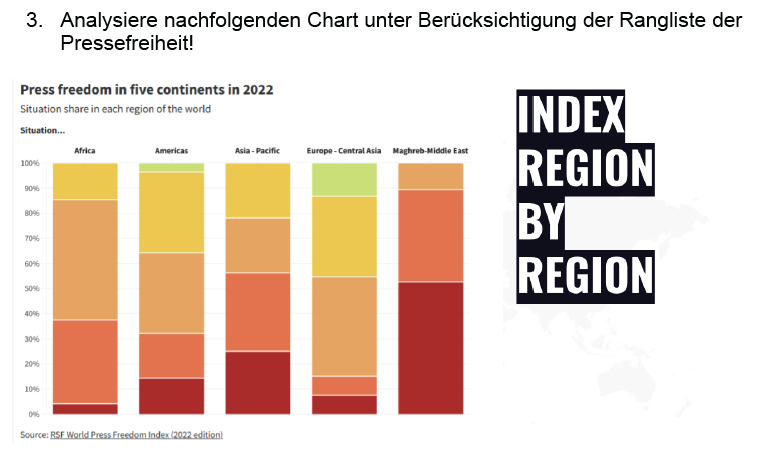 3. Analysiere nachfolgenden Chart unter Berücksichtigung der Rangliste der
Pressefreiheit!
Press freedom in five continents in 2022
Situation share in each region of the world
Situation...
Africa Americas Asia - Pacific Europe - Central Asia Maghreb-Middle East
100%
90%
80%
70%
60%
50%
40%
30%
20%
10%
0%
Source: RSF World Press Freedom Index (2022 edition)
INDEX
REGION
BY
REGION